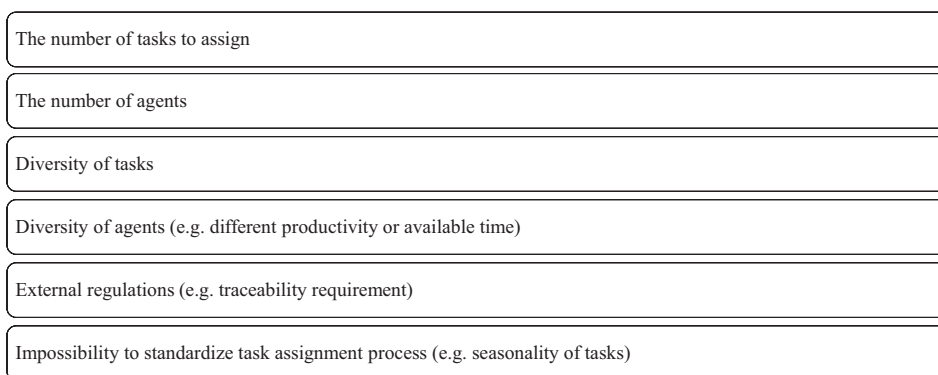 The number of tasks to assign
The number of agents
Diversity of tasks
Diversity of agents (e.g. different productivity or available time)
External regulations (e.g. traceability requirement)
Impossibility to standardize task assignment process (e.g. seasonality of tasks)